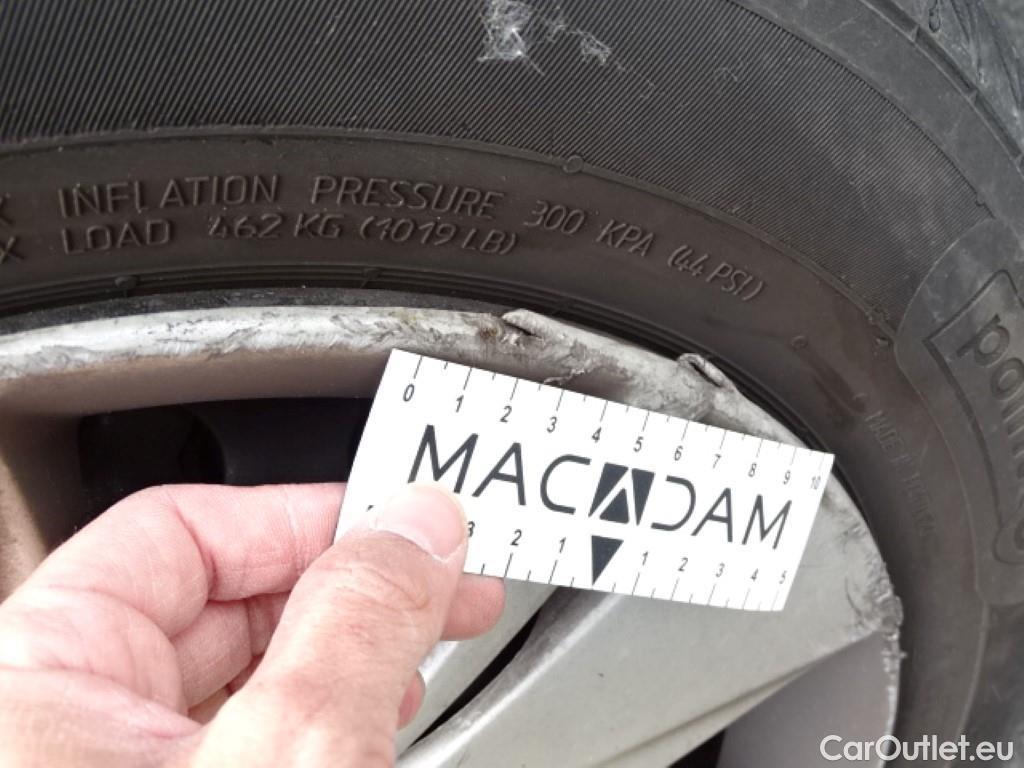 INFLATION PRESSURE 300 KPA (44 PSI)
LOAD 462 KG (1019 LB)
0 1 2 3 4 5 6 7 8 9 10
MACADAM
3 2 1 1 2 3 4 5
CarOutlet.eu